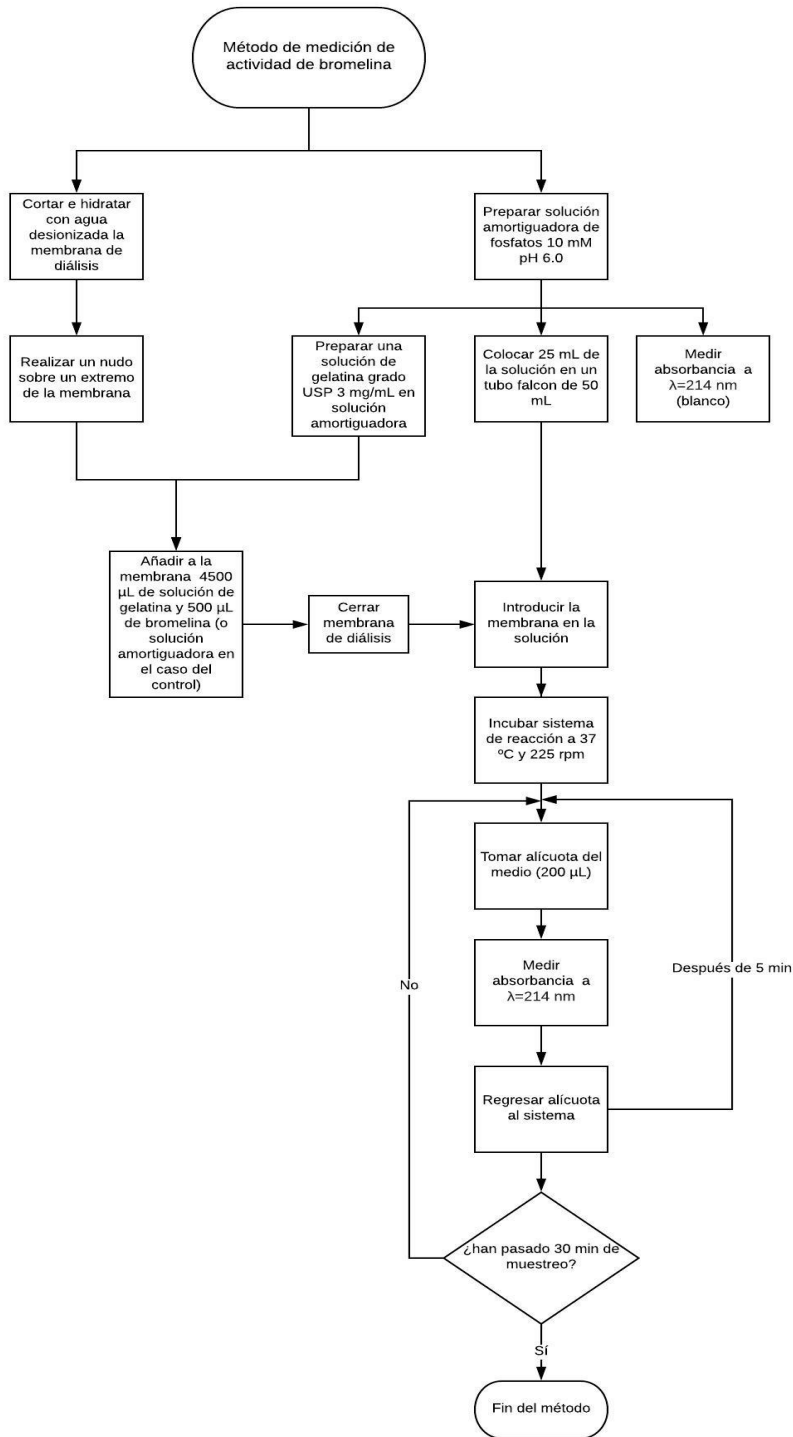 Método de medición de
actividad de bromelina
Cortar e hidratar
con agua
desionizada la
membrana de
diálisis
Preparar solución
amortiguadora de
fosfatos 10 mM
pH 6.0
Realizar un nudo
sobre un extremo
de la membrana
Preparar una
solución de
gelatina grado
USP 3 mg/mL en
solución
amortiguadora
Colocar 25 mL de
la solución en un
tubo falcon de 50
mL
Medir
absorbancia a
λ=214 nm
(blanco)
Añadir a la
membrana 4500
µL de solución de
gelatina y 500 µL
de bromelina (o
solución
amortiguadora en
el caso del
control)
Cerrar
membrana
de diálisis
Introducir la
membrana en la
solución
Incubar sistema
de reacción a 37
ºC y 225 rpm
Tomar alícuota del
medio (200 µL)
Medir
absorbancia a
λ=214 nm
No
Después de 5 min
Regresar alícuota
al sistema
¿han pasado 30 min de
muestreo?
Sí
Fin del método